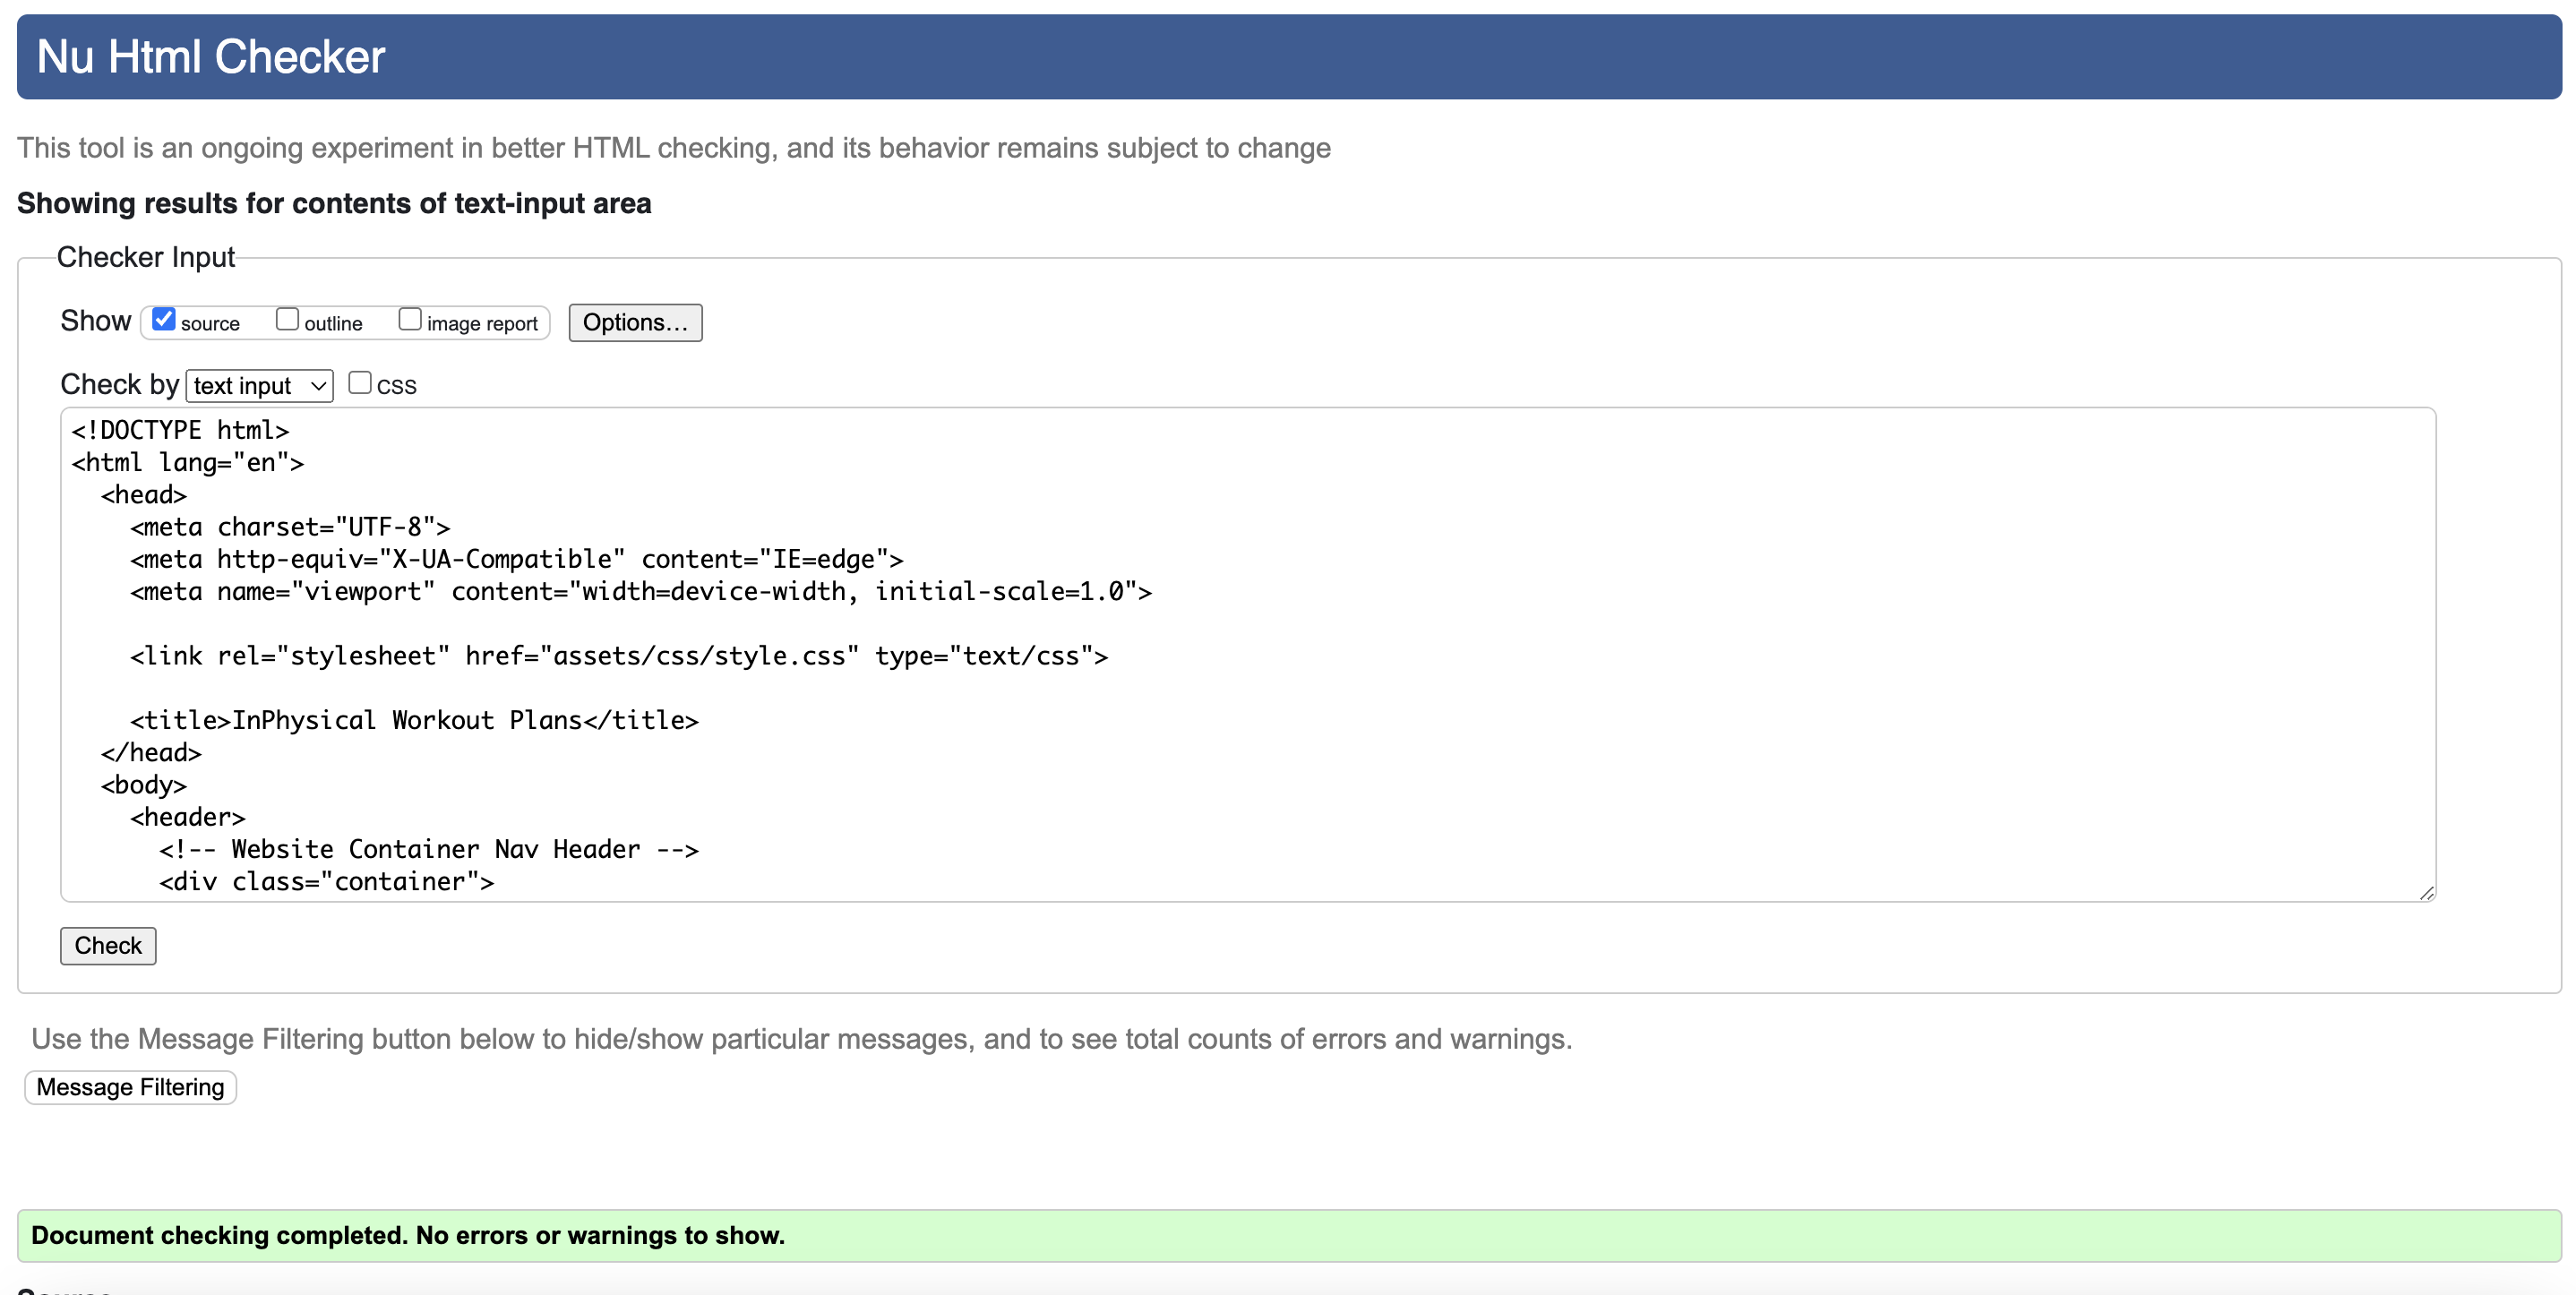 Nu Html Checker
This tool is an ongoing experiment in better HTML checking, and its behavior remains subject to change
Showing results for contents of text-input area
Checker Input
Show source outline image report Options...
Check by text input CSS
<!DOCTYPE html>
<html lang="en">
  <head>
    <meta charset="UTF-8">
    <meta http-equiv="X-UA-Compatible" content="IE=edge">
    <meta name="viewport" content="width=device-width, initial-scale=1.0">
    <link rel="stylesheet" href="assets/css/style.css" type="text/css">
    <title>InPhysical Workout Plans</title>
  </head>
  <body>
    <header>
      <!-- Website Container Nav Header -->
      <div class="container">
Check
Use the Message Filtering button below to hide/show particular messages, and to see total counts of errors and warnings.
Message Filtering
Document checking completed. No errors or warnings to show.